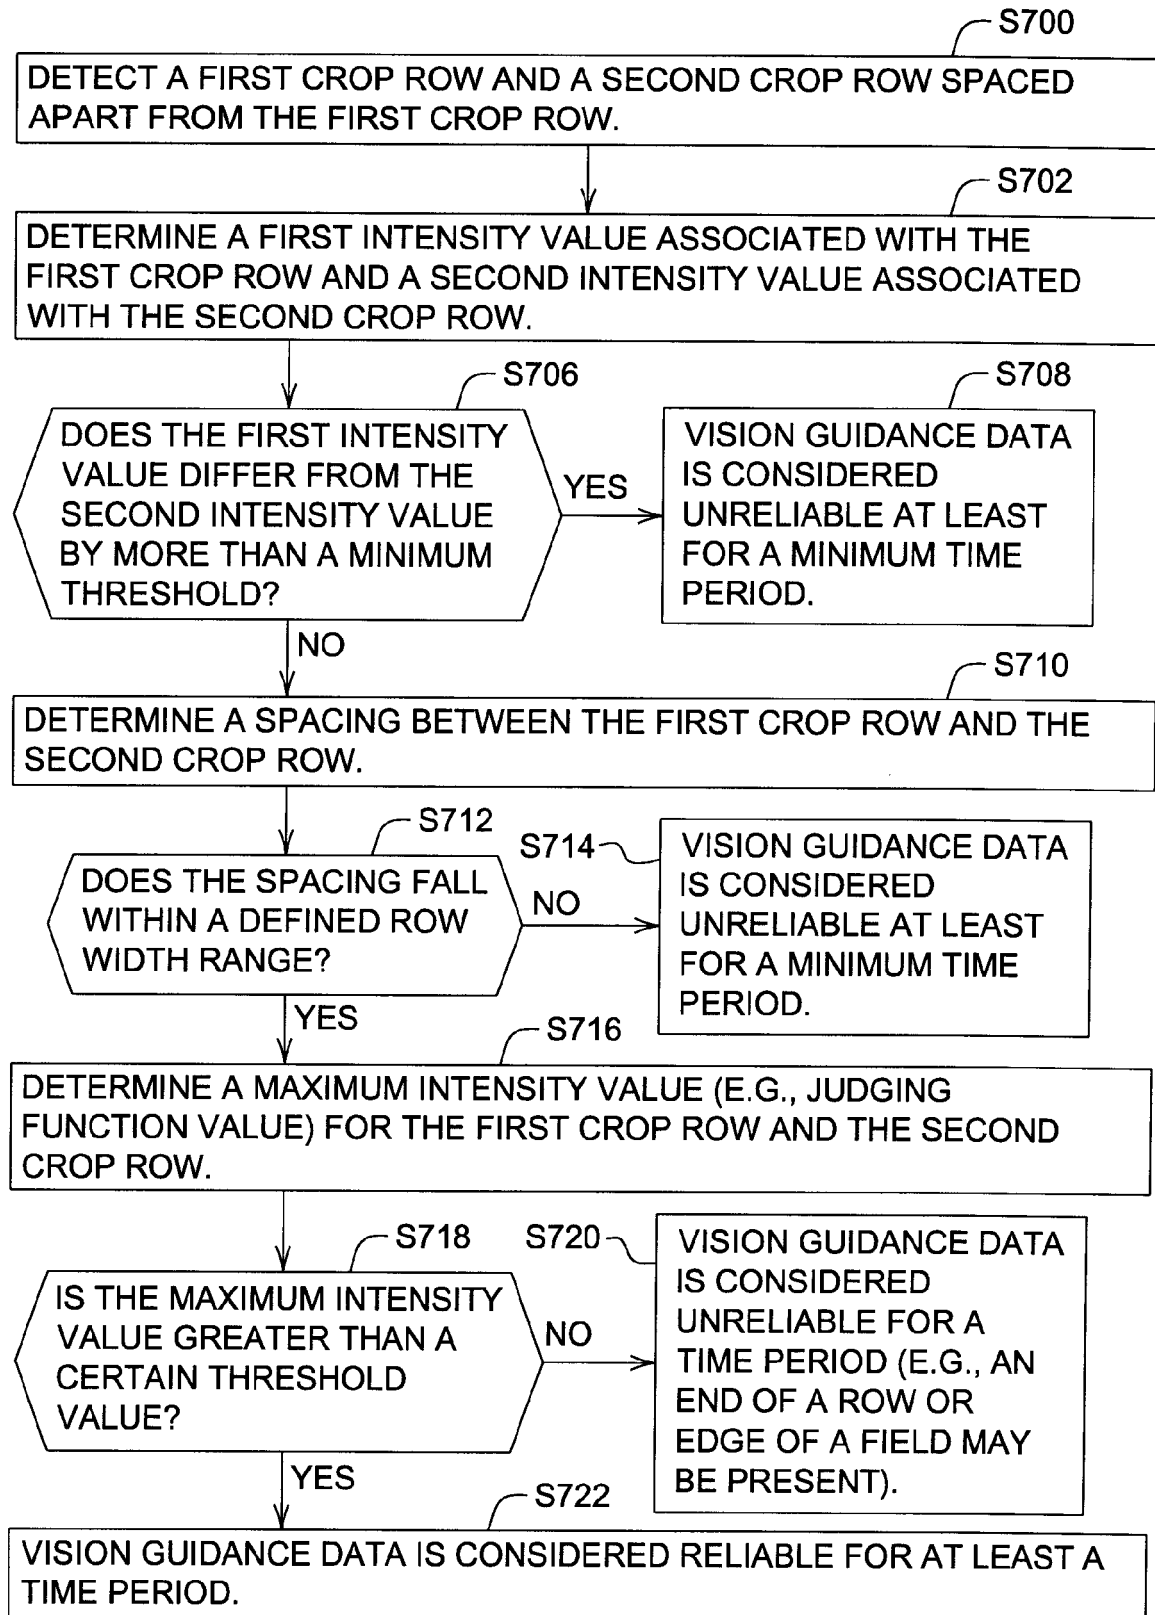 S700
DETECT A FIRST CROP ROW AND A SECOND CROP ROW SPACED
APART FROM THE FIRST CROP ROW.
S702
DETERMINE A FIRST INTENSITY VALUE ASSOCIATED WITH THE
FIRST CROP ROW AND A SECOND INTENSITY VALUE ASSOCIATED
WITH THE SECOND CROP ROW.
S706
DOES THE FIRST INTENSITY
VALUE DIFFER FROM THE
SECOND INTENSITY VALUE
BY MORE THAN A MINIMUM
THRESHOLD?
YES
S708
VISION GUIDANCE DATA
IS CONSIDERED
UNRELIABLE AT LEAST
FOR A MINIMUM TIME
PERIOD.
NO
S710
DETERMINE A SPACING BETWEEN THE FIRST CROP ROW AND THE
SECOND CROP ROW.
S712
DOES THE SPACING FALL
WITHIN A DEFINED ROW
WIDTH RANGE?
NO
S714
VISION GUIDANCE DATA
IS CONSIDERED
UNRELIABLE AT LEAST
FOR A MINIMUM TIME
PERIOD.
YES
S716
DETERMINE A MAXIMUM INTENSITY VALUE (E.G., JUDGING
FUNCTION VALUE) FOR THE FIRST CROP ROW AND THE SECOND
CROP ROW.
S718
IS THE MAXIMUM INTENSITY
VALUE GREATER THAN A
CERTAIN THRESHOLD
VALUE?
NO
S720
VISION GUIDANCE DATA
IS CONSIDERED
UNRELIABLE FOR A
TIME PERIOD (E.G., AN
END OF A ROW OR
EDGE OF A FIELD MAY
BE PRESENT).
YES
S722
VISION GUIDANCE DATA IS CONSIDERED RELIABLE FOR AT LEAST A
TIME PERIOD.